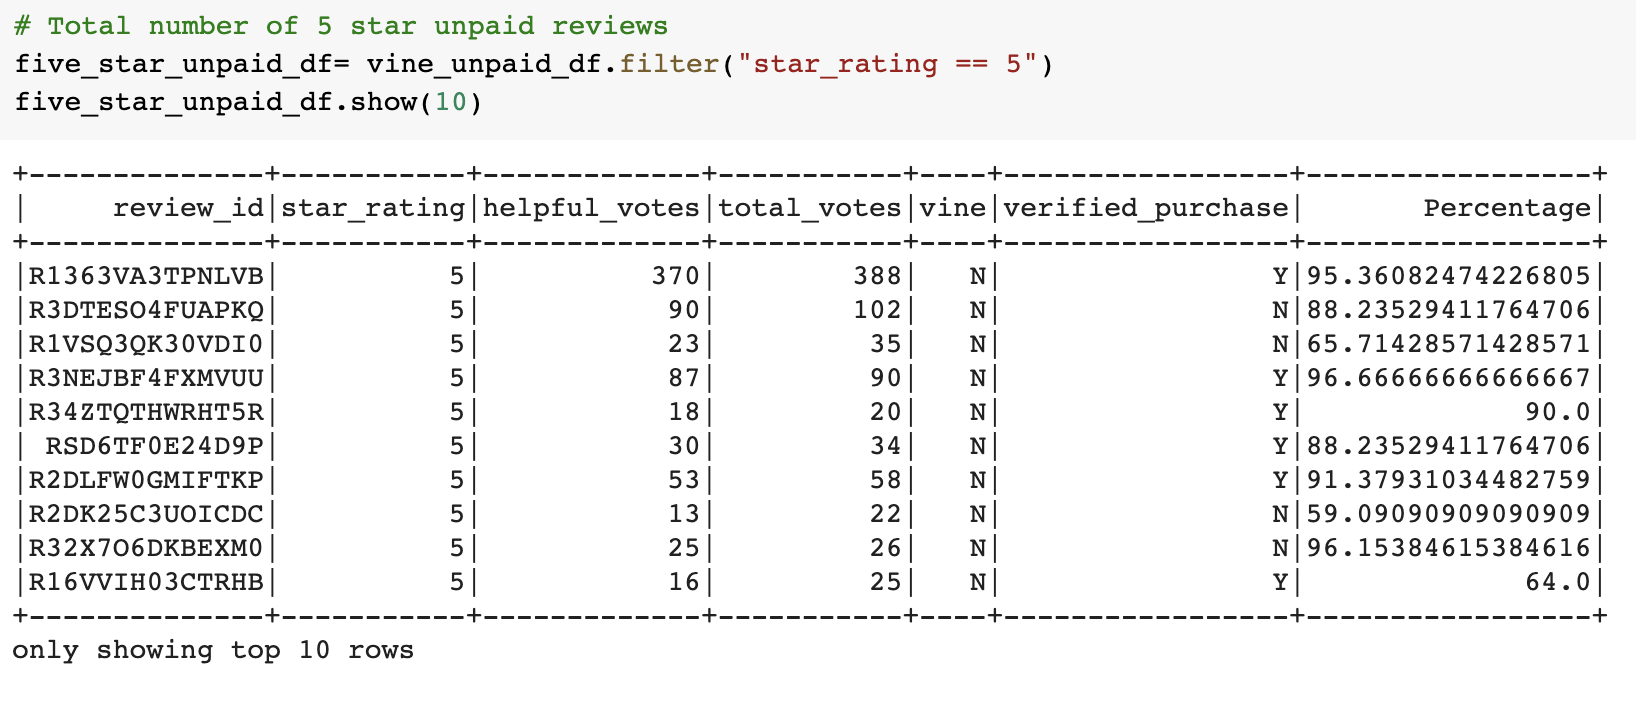 # Total number of 5 star unpaid reviews
five_star_unpaid_df= vine_unpaid_df.filter("star_rating == 5")
five_star_unpaid_df.show(10)
+--------------+-----------+-------------+-----------+----+-----------------+-----------------+
|     review_id|star_rating|helpful_votes|total_votes|vine|verified_purchase|       Percentage|
+--------------+-----------+-------------+-----------+----+-----------------+-----------------+
|R1363VA3TPNLVB|          5|          370|        388|   N|                Y|95.36082474226805|
|R3DTESO4FUAPKQ|          5|           90|        102|   N|                N|88.23529411764706|
|R1VSQ3QK30VDI0|          5|           23|         35|   N|                N|65.71428571428571|
|R3NEJBF4FXMVUU|          5|           87|         90|   N|                Y|96.66666666666667|
|R34ZTQTHWRHT5R|          5|           18|         20|   N|                Y|             90.0|
| RSD6TF0E24D9P|          5|           30|         34|   N|                Y|88.23529411764706|
|R2DLFW0GMIFTKP|          5|           53|         58|   N|                Y|91.37931034482759|
|R2DK25C3UOICDC|          5|           13|         22|   N|                N|59.09090909090909|
|R32X7O6DKBEXM0|          5|           25|         26|   N|                N|96.15384615384616|
|R16VVIH03CTRHB|          5|           16|         25|   N|                Y|             64.0|
+--------------+-----------+-------------+-----------+----+-----------------+-----------------+
only showing top 10 rows